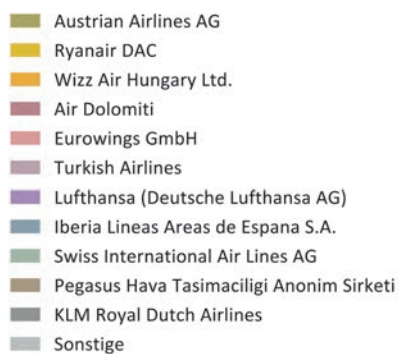 Austrian Airlines AG
Ryanair DAC
Wizz Air Hungary Ltd.
Air Dolomiti
Eurowings GmbH
Turkish Airlines
Lufthansa (Deutsche Lufthansa AG)
Iberia Lineas Areas de Espana S.A.
Swiss International Air Lines AG
Pegasus Hava Tasimaciligi Anonim Sirketi
KLM Royal Dutch Airlines
Sonstige